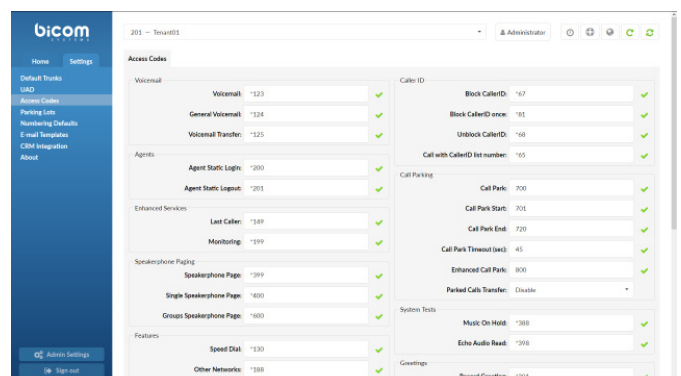 bicom
SYSTEMS
Home Settings
Default Trunks
UAD
Access Codes
Parking Lots
Numbering Defaults
E-mail Templates
CRM Integration
About
Admin Settings
Sign out
201 - Tenant01
Administrator
Access Codes
Voicemail
Voicemail: *123
General Voicemail: *124
Voicemail Transfer: *125
Agents
Agent Static Login: *200
Agent Static Logout: *201
Enhanced Services
Last Caller: *149
Monitoring: *199
Speakerphone Paging
Speakerphone Page: *399
Single Speakerphone Page: *400
Groups Speakerphone Page: *600
Features
Speed Dial: *130
Other Networks: *188
Caller ID
Block CallerID: *67
Block CallerID once: *81
Unblock CallerID: *68
Call with CallerID list number: *65
Call Parking
Call Park: 700
Call Park Start: 701
Call Park End: 720
Call Park Timeout (sec): 45
Enhanced Call Park: 800
Parked Calls Transfer: Disable
System Tests
Music On Hold: *388
Echo Audio Read: *398
Greetings